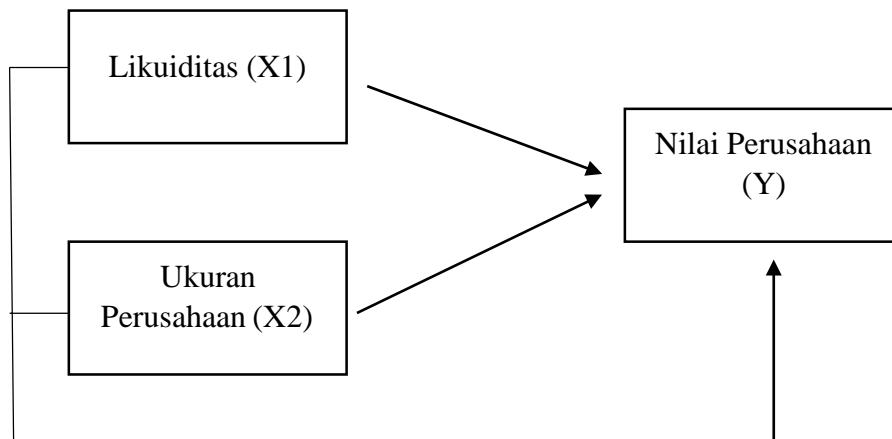 Likuiditas (X1)
Nilai Perusahaan
(Y)
Ukuran
Perusahaan (X2)